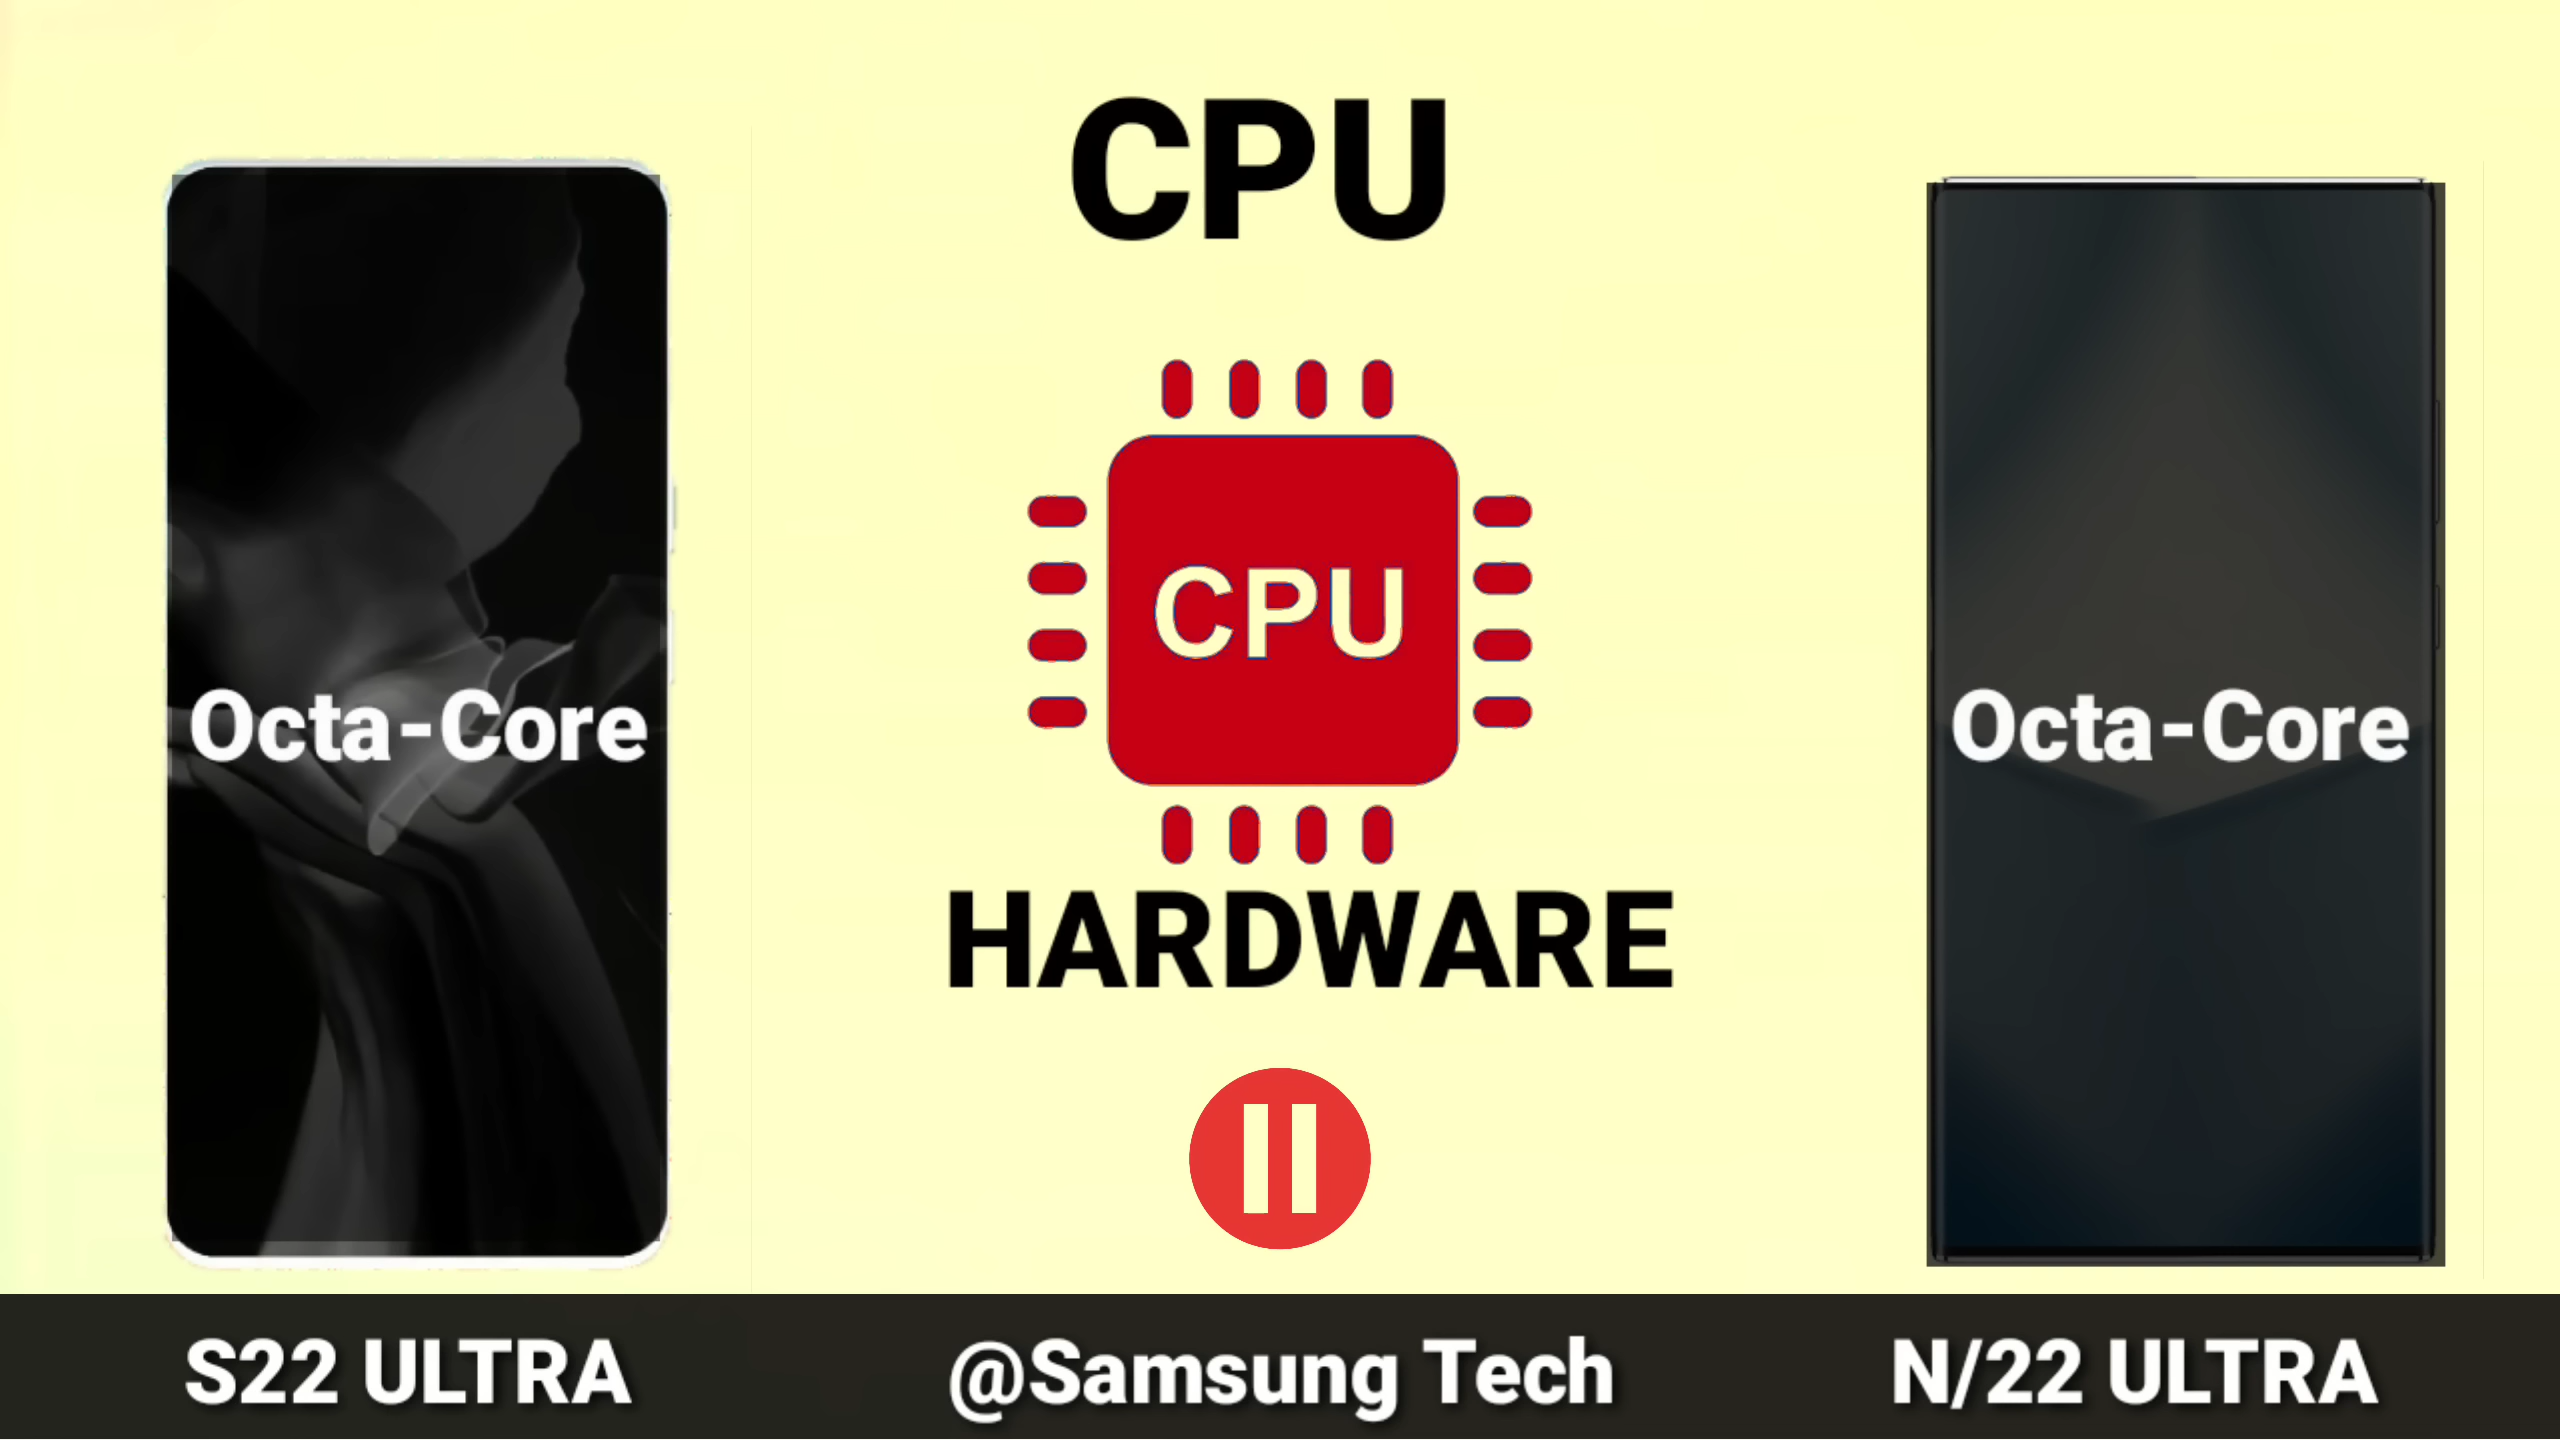 CPU
CPU
Octa-Core
Octa-Core
HARDWARE
S22 ULTRA
@Samsung Tech
N/22 ULTRA